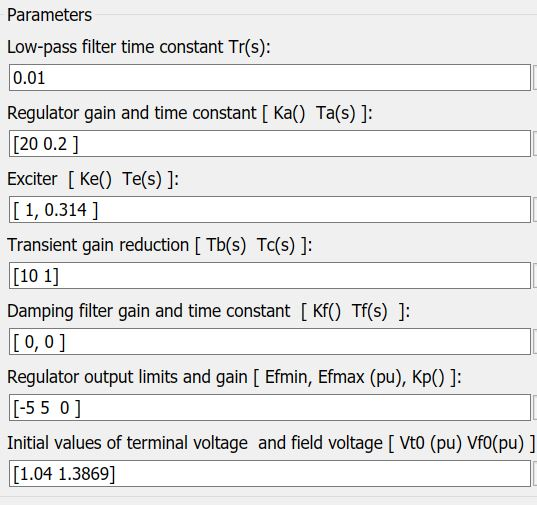 Parameters
Low-pass filter time constant Tr(s):
0.01
Regulator gain and time constant [ Ka()  Ta(s) ]:
[20 0.2 ]
Exciter  [ Ke()  Te(s) ]:
[ 1, 0.314 ]
Transient gain reduction [ Tb(s)  Tc(s) ]:
[10 1]
Damping filter gain and time constant  [ Kf()  Tf(s)  ]:
[ 0, 0 ]
Regulator output limits and gain [ Efmin, Efmax (pu), Kp() ]:
[-5 5  0 ]
Initial values of terminal voltage  and field voltage [ Vt0 (pu) Vf0(pu) ]
[1.04 1.3869]